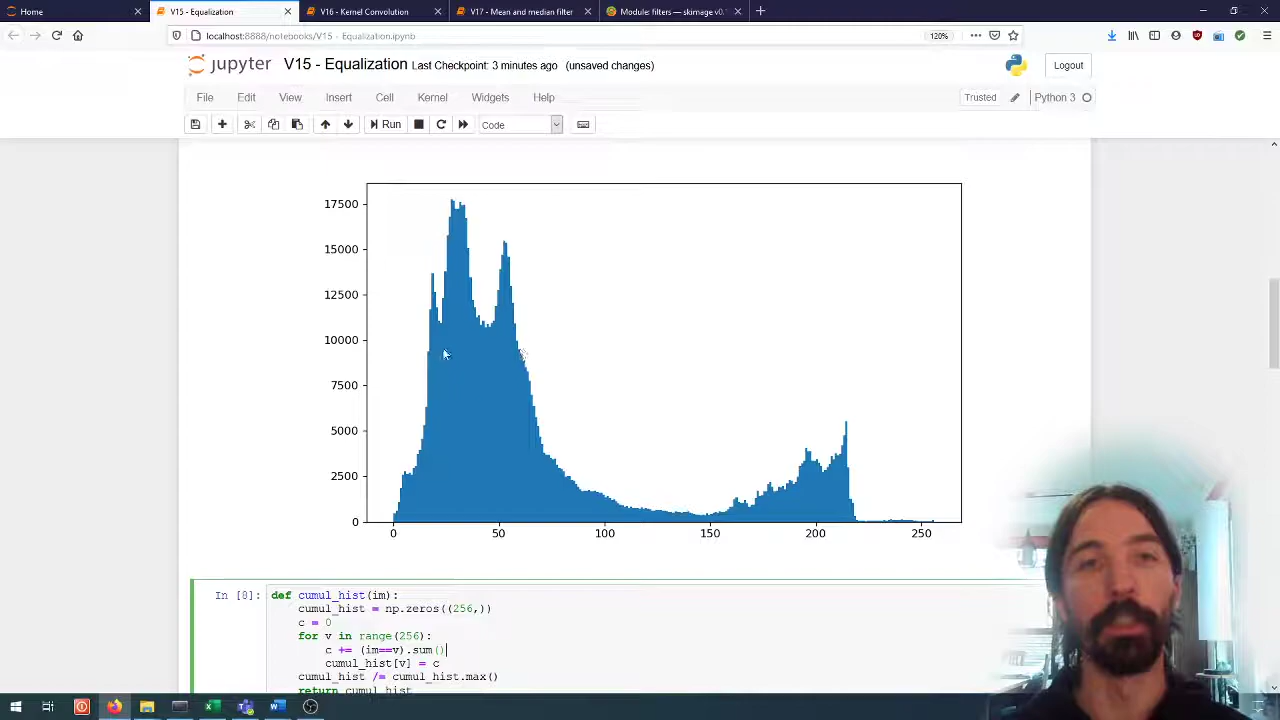 Home
V15 - Equalization
V16 - Kernel Convolution
V17 - Mean and median filter
Module: filters — skimage v0.
localhost:8888/notebooks/V15 - Equalization.ipynb
120%
jupyter
V15 - Equalization Last Checkpoint: 3 minutes ago (unsaved changes)
Logout
File Edit View Insert Cell Kernel Widgets Help
Trusted
Python 3
Run
Code
17500
15000
12500
10000
7500
5000
2500
0
0 50 100 150 200 250
In [8]:
def cumul_hist(im):
    cumul_hist = np.zeros((256,))
    c = 0
    for v in range(256):
        c += (im==v).sum()
        cumul_hist[v] = c
    cumul_hist /= cumul_hist.max()
    return cumul_hist